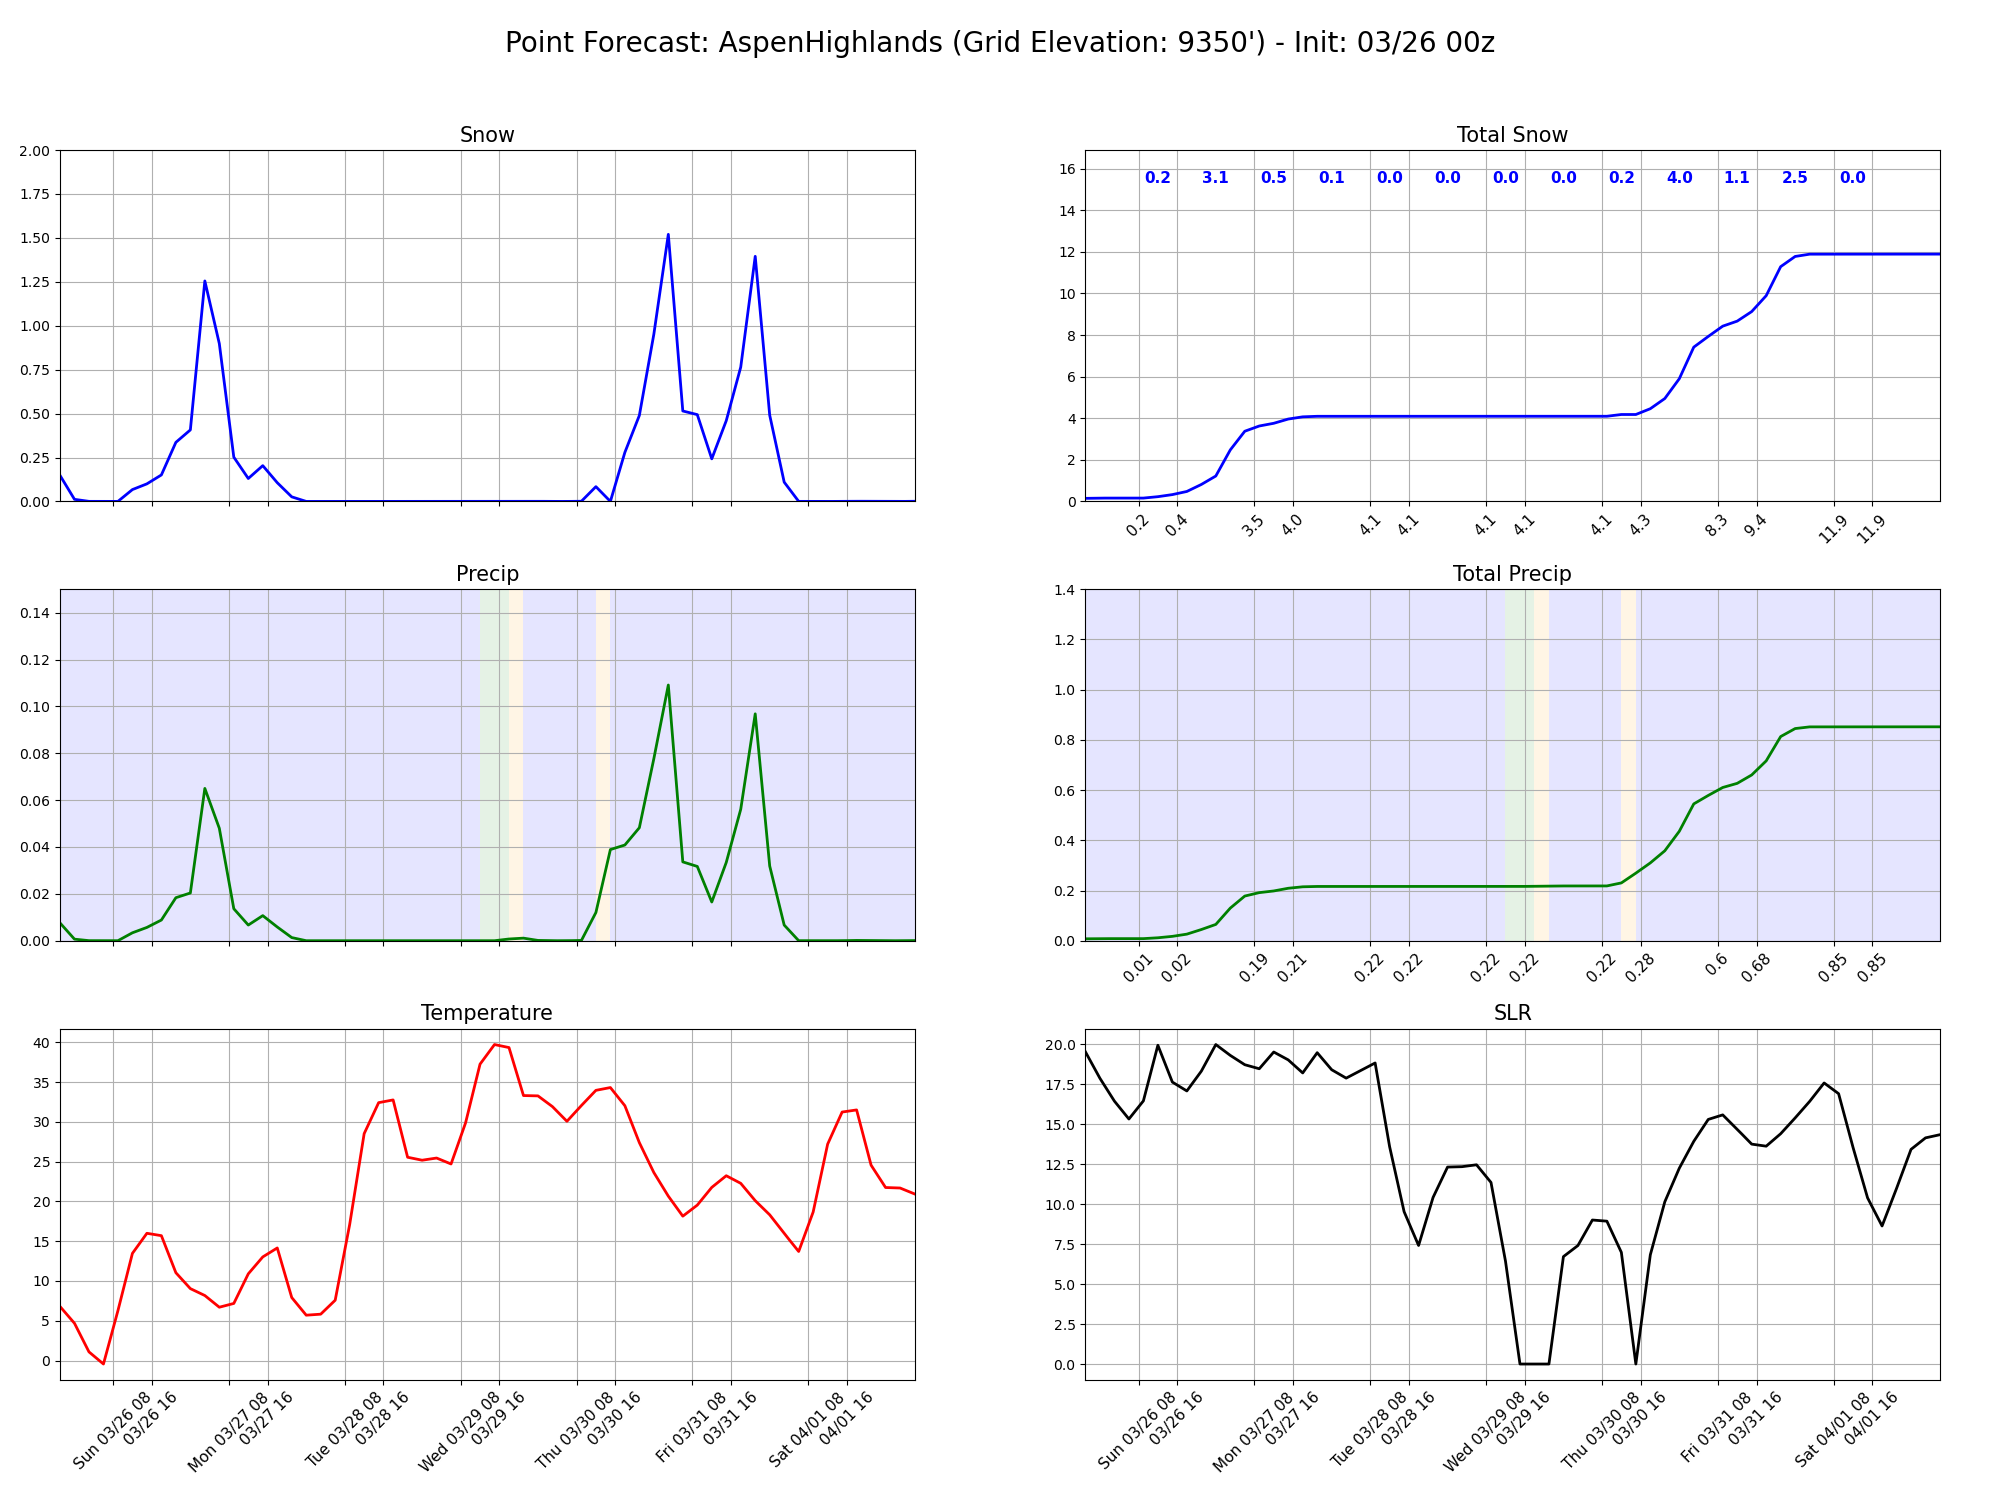 Point Forecast: AspenHighlands (Grid Elevation: 9350') - Init: 03/26 00z
Snow
2.00
1.75
1.50
1.25
1.00
0.75
0.50
0.25
0.00
Total Snow
0.2 3.1 0.5 0.1 0.0 0.0 0.0 0.0 0.2 4.0 1.1 2.5 0.0
16
14
12
10
8
6
4
2
0
0.2 0.4 3.5 4.0 4.1 4.1 4.1 4.1 4.1 4.3 8.3 9.4 11.9 11.9
Precip
0.14
0.12
0.10
0.08
0.06
0.04
0.02
0.00
Total Precip
1.4
1.2
1.0
0.8
0.6
0.4
0.2
0.0
0.01 0.02 0.19 0.21 0.22 0.22 0.22 0.22 0.22 0.28 0.6 0.68 0.85 0.85
Temperature
40
35
30
25
20
15
10
5
0
Sun 03/26 08
03/26 16
Mon 03/27 08
03/27 16
Tue 03/28 08
03/28 16
Wed 03/29 08
03/29 16
Thu 03/30 08
03/30 16
Fri 03/31 08
03/31 16
Sat 04/01 08
04/01 16
SLR
20.0
17.5
15.0
12.5
10.0
7.5
5.0
2.5
0.0
Sun 03/26 08
03/26 16
Mon 03/27 08
03/27 16
Tue 03/28 08
03/28 16
Wed 03/29 08
03/29 16
Thu 03/30 08
03/30 16
Fri 03/31 08
03/31 16
Sat 04/01 08
04/01 16